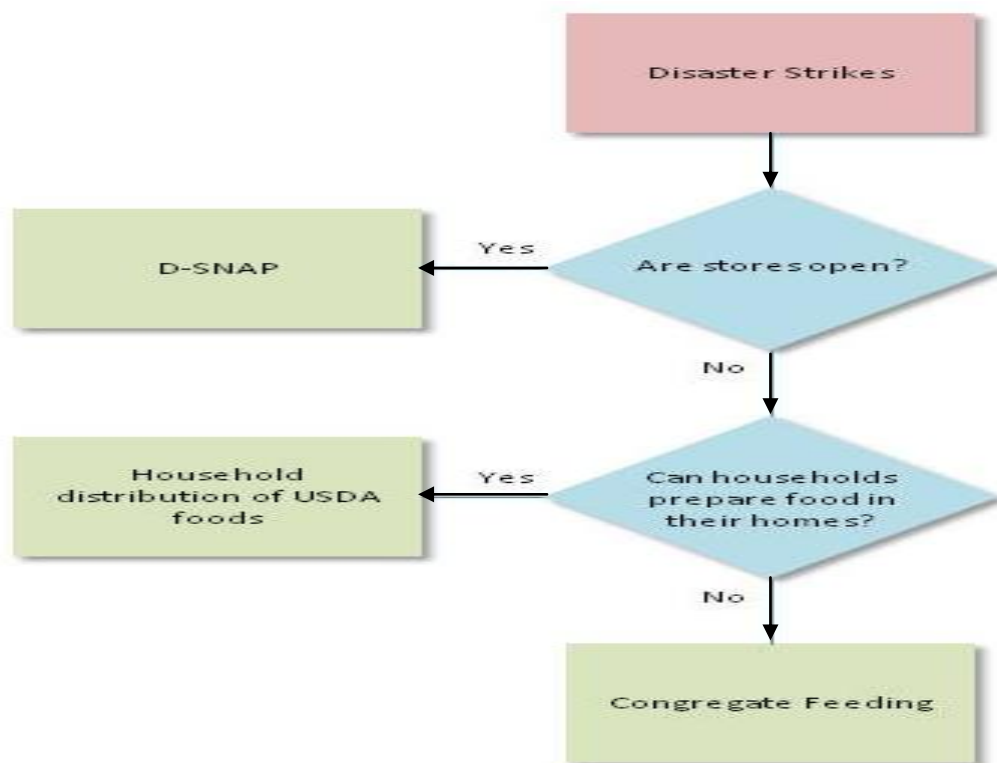 Disaster Strikes
Yes
D-SNAP
Are stores open?
No
Household
distribution of USDA
foods
Yes
Can households
prepare food in
their homes?
No
Congregate Feeding